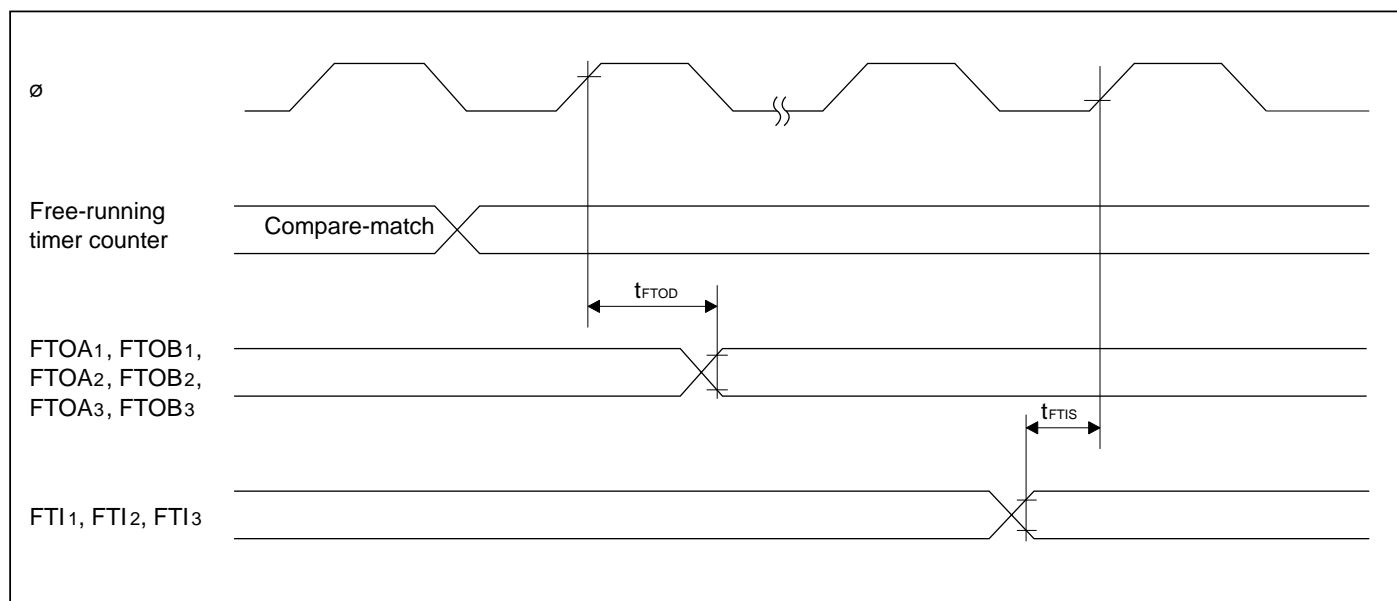 ø
Free-running
timer counter
Compare-match
tFTOD
FTOA1, FTOB1,
FTOA2, FTOB2,
FTOA3, FTOB3
tFTIS
FTI1, FTI2, FTI3